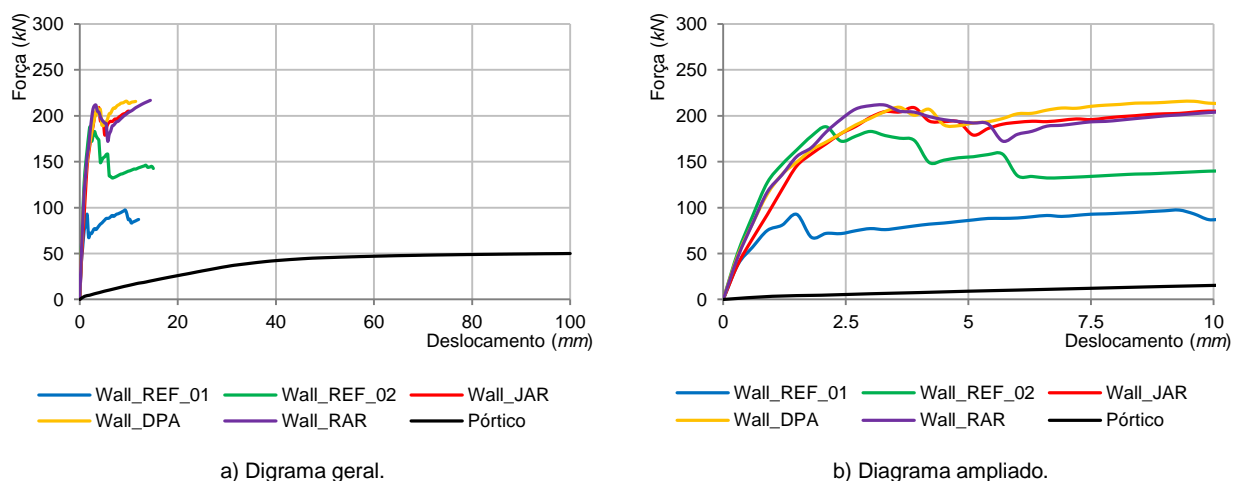 Força (kN)
300
250
200
150
100
50
0
0 20 40 60 80 100
Deslocamento (mm)
Wall_REF_01 Wall_REF_02 Wall_JAR
Wall_DPA Wall_RAR Pórtico
a) Digrama geral.
Força (kN)
300
250
200
150
100
50
0
0 2.5 5 7.5 10
Deslocamento (mm)
Wall_REF_01 Wall_REF_02 Wall_JAR
Wall_DPA Wall_RAR Pórtico
b) Diagrama ampliado.